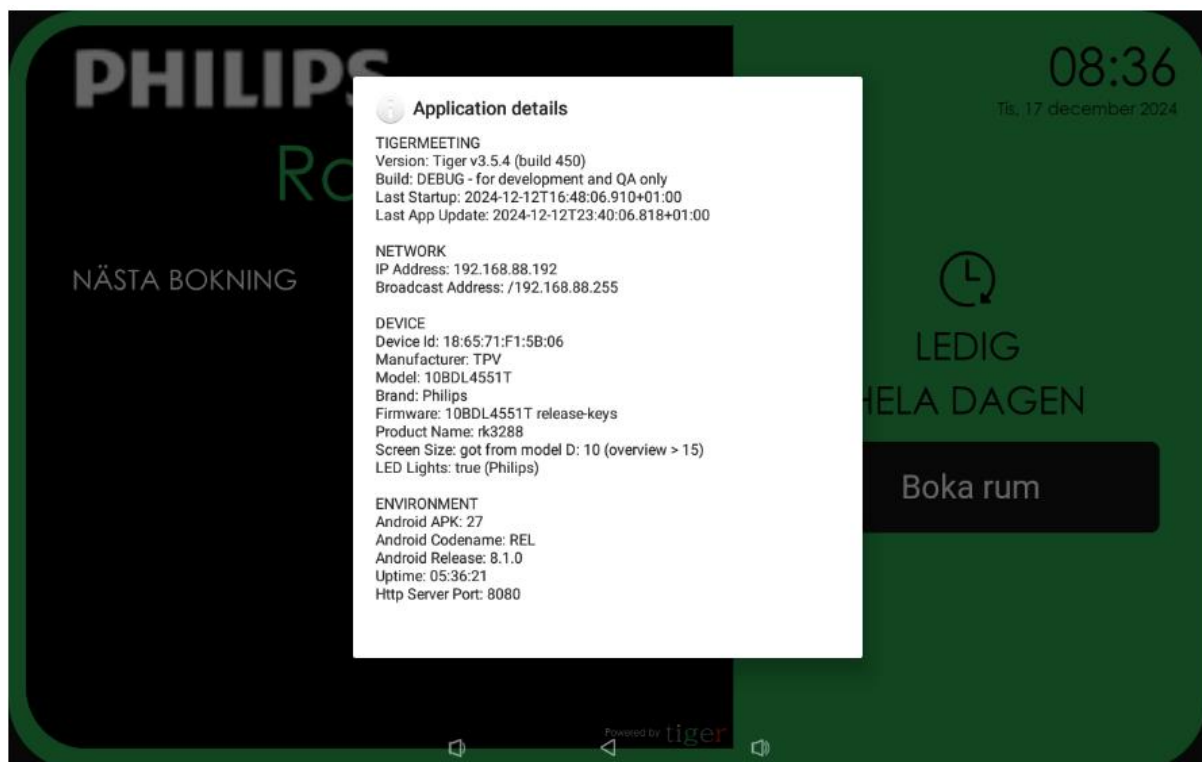 PHILIPS
08:36
Tis, 17 december 2024
Ro
NÄSTA BOKNING
Application details
TIGERMEETING
Version: Tiger v3.5.4 (build 450)
Build: DEBUG - for development and QA only
Last Startup: 2024-12-12T16:48:06.910+01:00
Last App Update: 2024-12-12T23:40:06.818+01:00
NETWORK
IP Address: 192.168.88.192
Broadcast Address: /192.168.88.255
DEVICE
Device Id: 18:65:71:F1:5B:06
Manufacturer: TPV
Model: 10BDL4551T
Brand: Philips
Firmware: 10BDL4551T release-keys
Product Name: rk3288
Screen Size: got from model D: 10 (overview > 15)
LED Lights: true (Philips)
ENVIRONMENT
Android APK: 27
Android Codename: REL
Android Release: 8.1.0
Uptime: 05:36:21
Http Server Port: 8080
LEDIG
HELA DAGEN
Boka rum
Powered by tiger